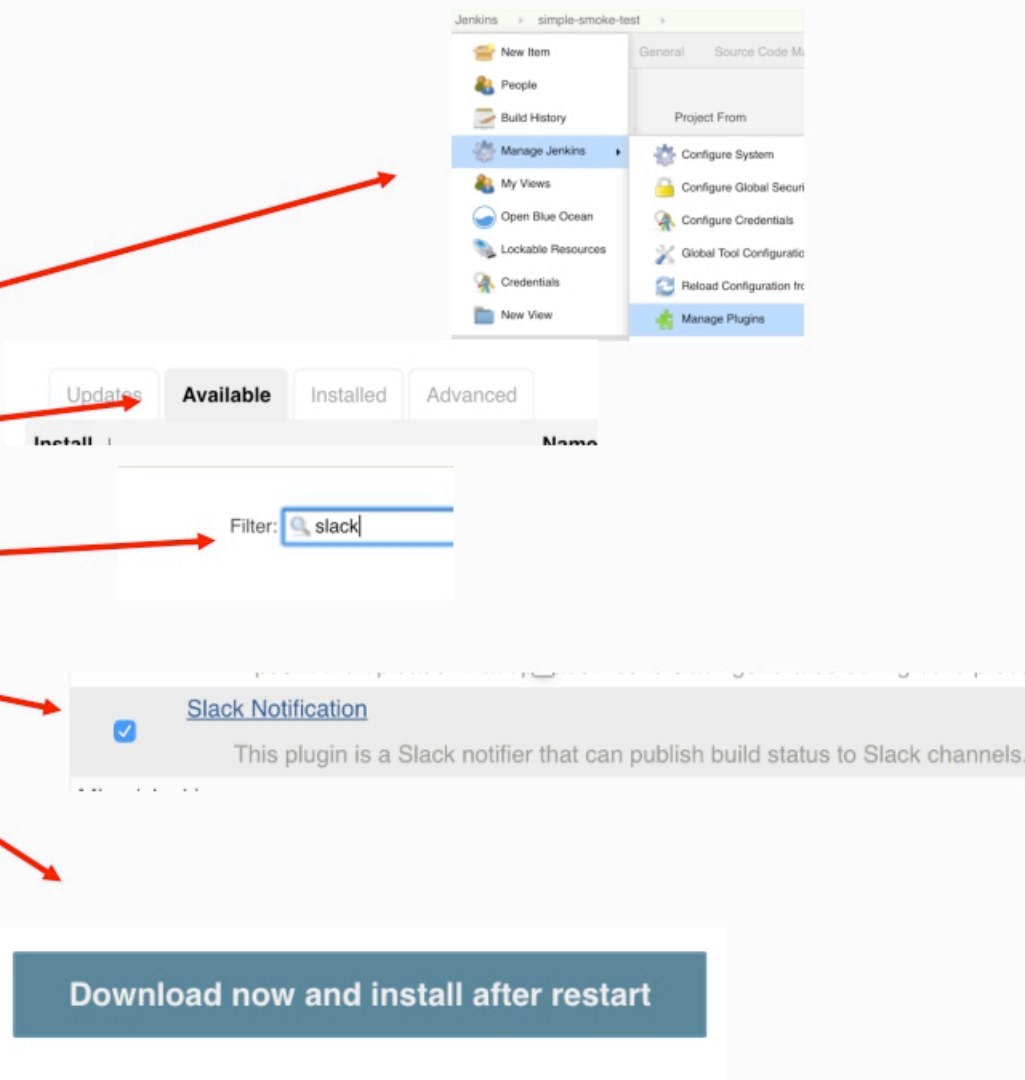 Jenkins simple-smoke-test
New Item
General Source Code
People
Build History
Project From
Manage Jenkins
Configure System
My Views
Configure Global
Open Blue Ocean
Configure Credentials
Lockable Resources
Global Tool
Credentials
Reload Configuration
New View
Manage Plugins
Updates Available Installed Advanced
Install ↓ Name
Filter: slack
Slack Notification
This plugin is a Slack notifier that can publish build status to Slack channels.
Download now and install after restart